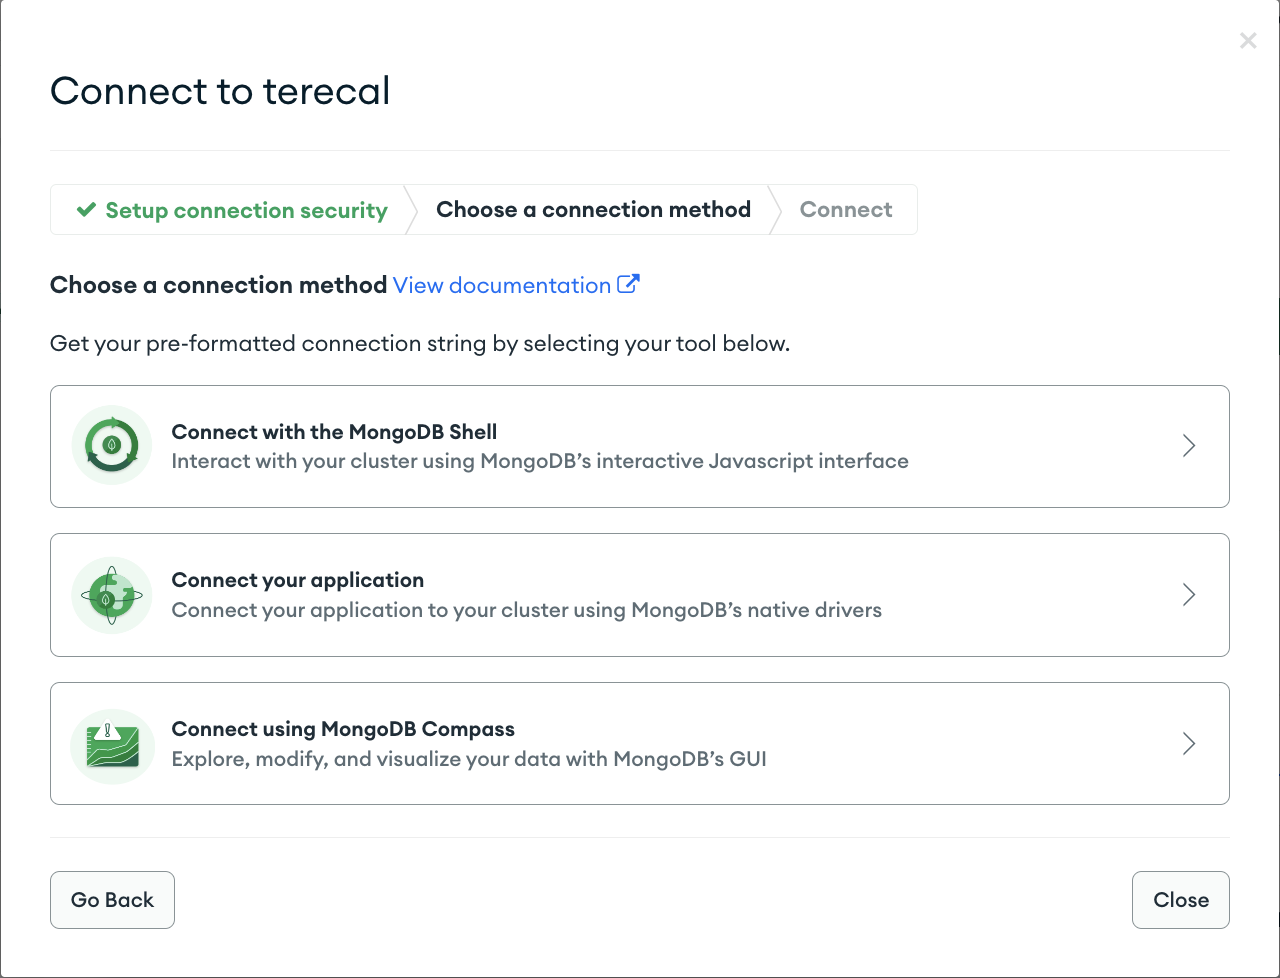 Connect to terecal
Setup connection security
Choose a connection method
Connect
Choose a connection method View documentation
Get your pre-formatted connection string by selecting your tool below.
Connect with the MongoDB Shell
Interact with your cluster using MongoDB’s interactive Javascript interface
Connect your application
Connect your application to your cluster using MongoDB’s native drivers
Connect using MongoDB Compass
Explore, modify, and visualize your data with MongoDB’s GUI
Go Back
Close